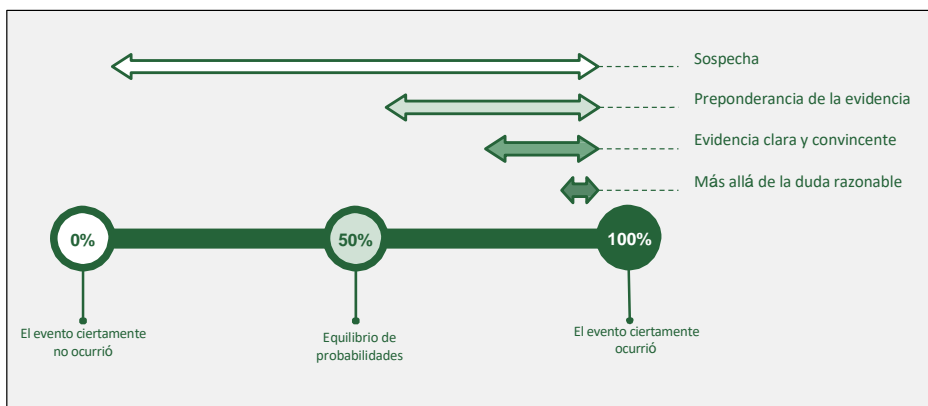 Sospecha
Preponderancia de la evidencia
Evidencia clara y convincente
Más allá de la duda razonable
0%
50%
100%
El evento ciertamente
no ocurrió
Equilibrio de
probabilidades
El evento ciertamente
ocurrió